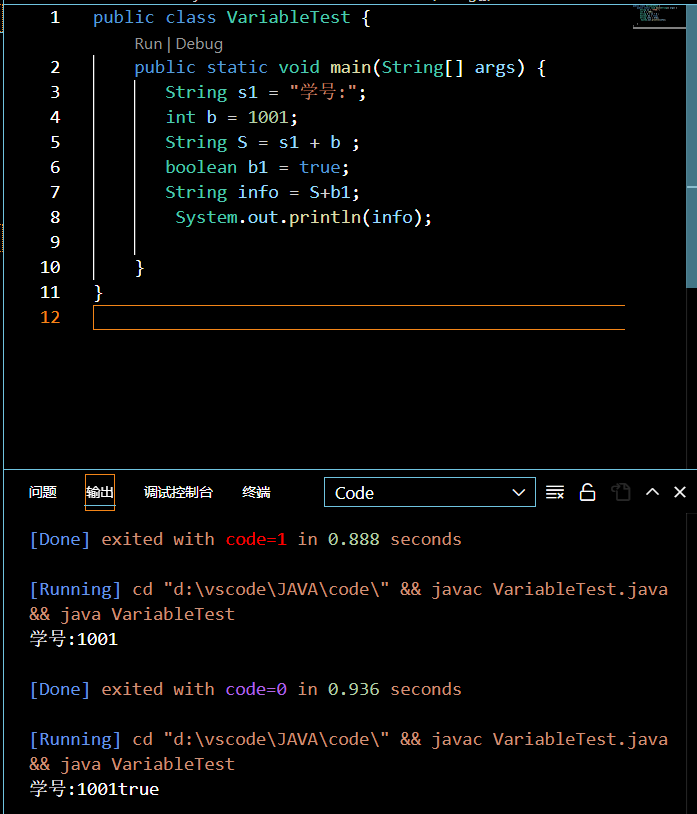 1 public class VariableTest {
Run | Debug
2 public static void main(String[] args) {
3 String s1 = "学号:";
4 int b = 1001;
5 String S = s1 + b ;
6 boolean b1 = true;
7 String info = S+b1;
8 System.out.println(info);
9
10 }
11 }
12
问题 输出 调试控制台 终端 Code
[Done] exited with code=1 in 0.888 seconds
[Running] cd "d:\vscode\JAVA\code\" && javac VariableTest.java
&& java VariableTest
学号:1001
[Done] exited with code=0 in 0.936 seconds
[Running] cd "d:\vscode\JAVA\code\" && javac VariableTest.java
&& java VariableTest
学号:1001true